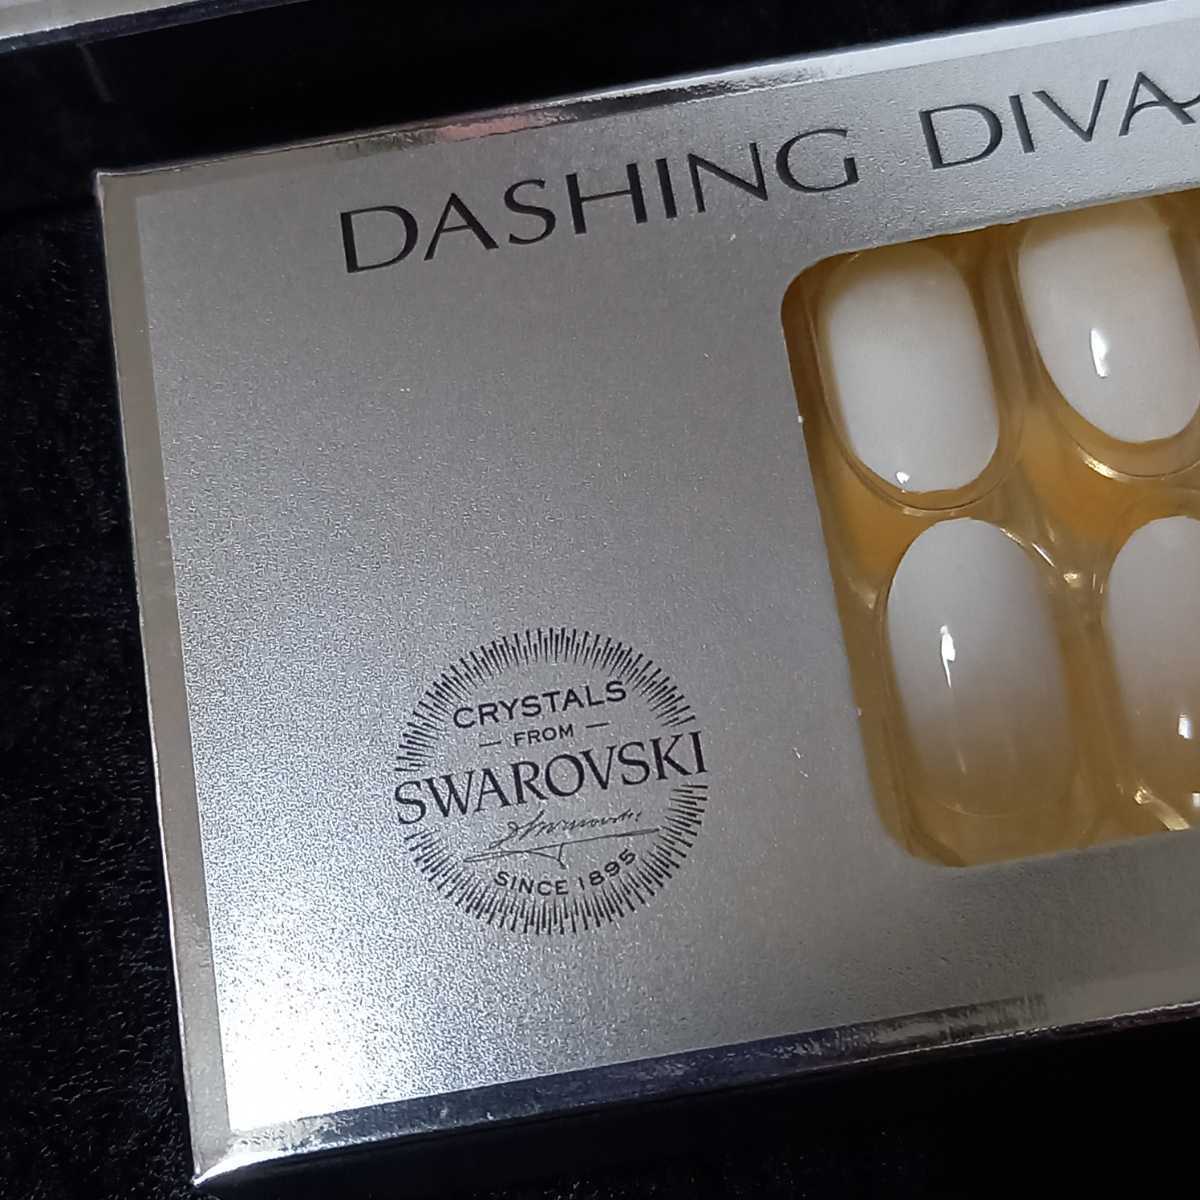 DASHING DIVA
CRYSTALS
— FROM —
SWAROVSKI
SINCE 1895